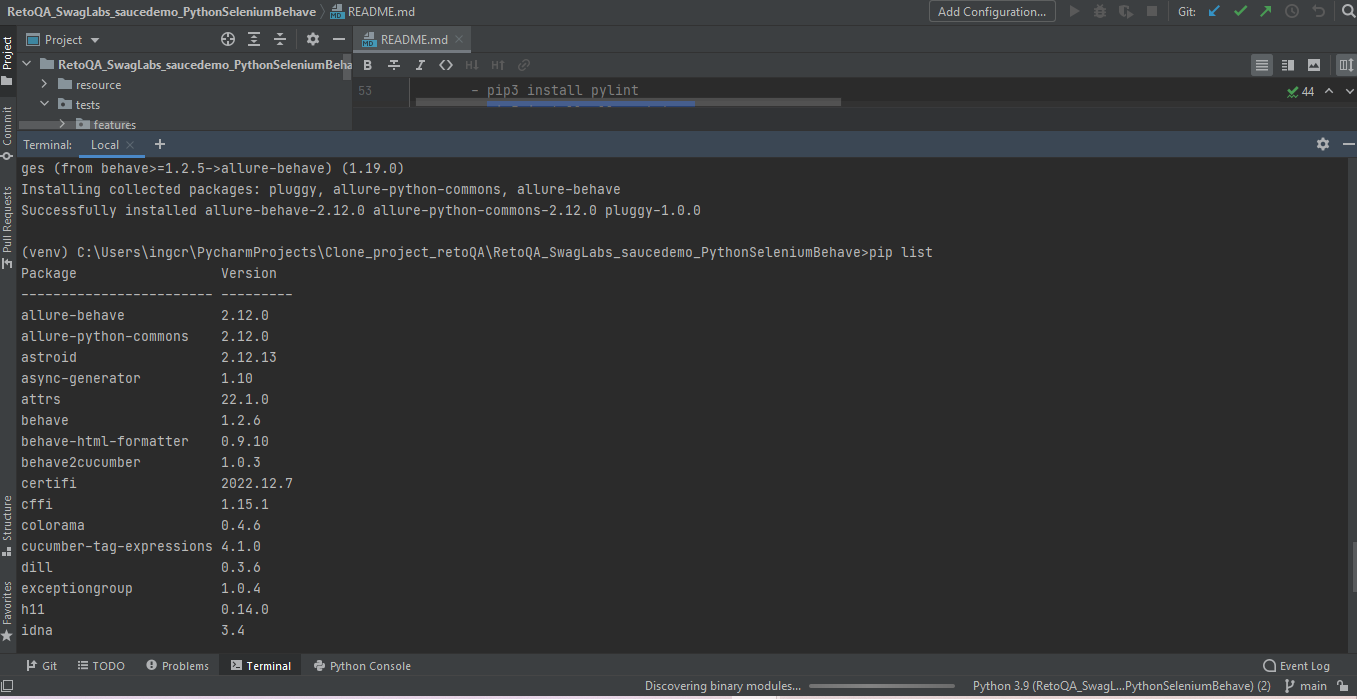 RetoQA_SwagLabs_saucedemo_PythonSeleniumBehave README.md Add Configuration... Git:
Project README.md
RetoQA_SwagLabs_saucedemo_PythonSeleniumBeha
resource
tests
features
B I H↓ H↑
53 - pip3 install pylint 44
Project
Commit
Pull Requests
Structure
Favorites
Terminal: Local
ges (from behave>=1.2.5->allure-behave) (1.19.0)
Installing collected packages: pluggy, allure-python-commons, allure-behave
Successfully installed allure-behave-2.12.0 allure-python-commons-2.12.0 pluggy-1.0.0
(venv) C:\Users\ingcr\PycharmProjects\Clone_project_retoQA\RetoQA_SwagLabs_saucedemo_PythonSeleniumBehave>pip list
Package Version
------------------------ ---------
allure-behave 2.12.0
allure-python-commons 2.12.0
astroid 2.12.13
async-generator 1.10
attrs 22.1.0
behave 1.2.6
behave-html-formatter 0.9.10
behave2cucumber 1.0.3
certifi 2022.12.7
cffi 1.15.1
colorama 0.4.6
cucumber-tag-expressions 4.1.0
dill 0.3.6
exceptiongroup 1.0.4
h11 0.14.0
idna 3.4
Git TODO Problems Terminal Python Console Event Log
Discovering binary modules... Python 3.9 (RetoQA_SwagL...PythonSeleniumBehave) (2) main